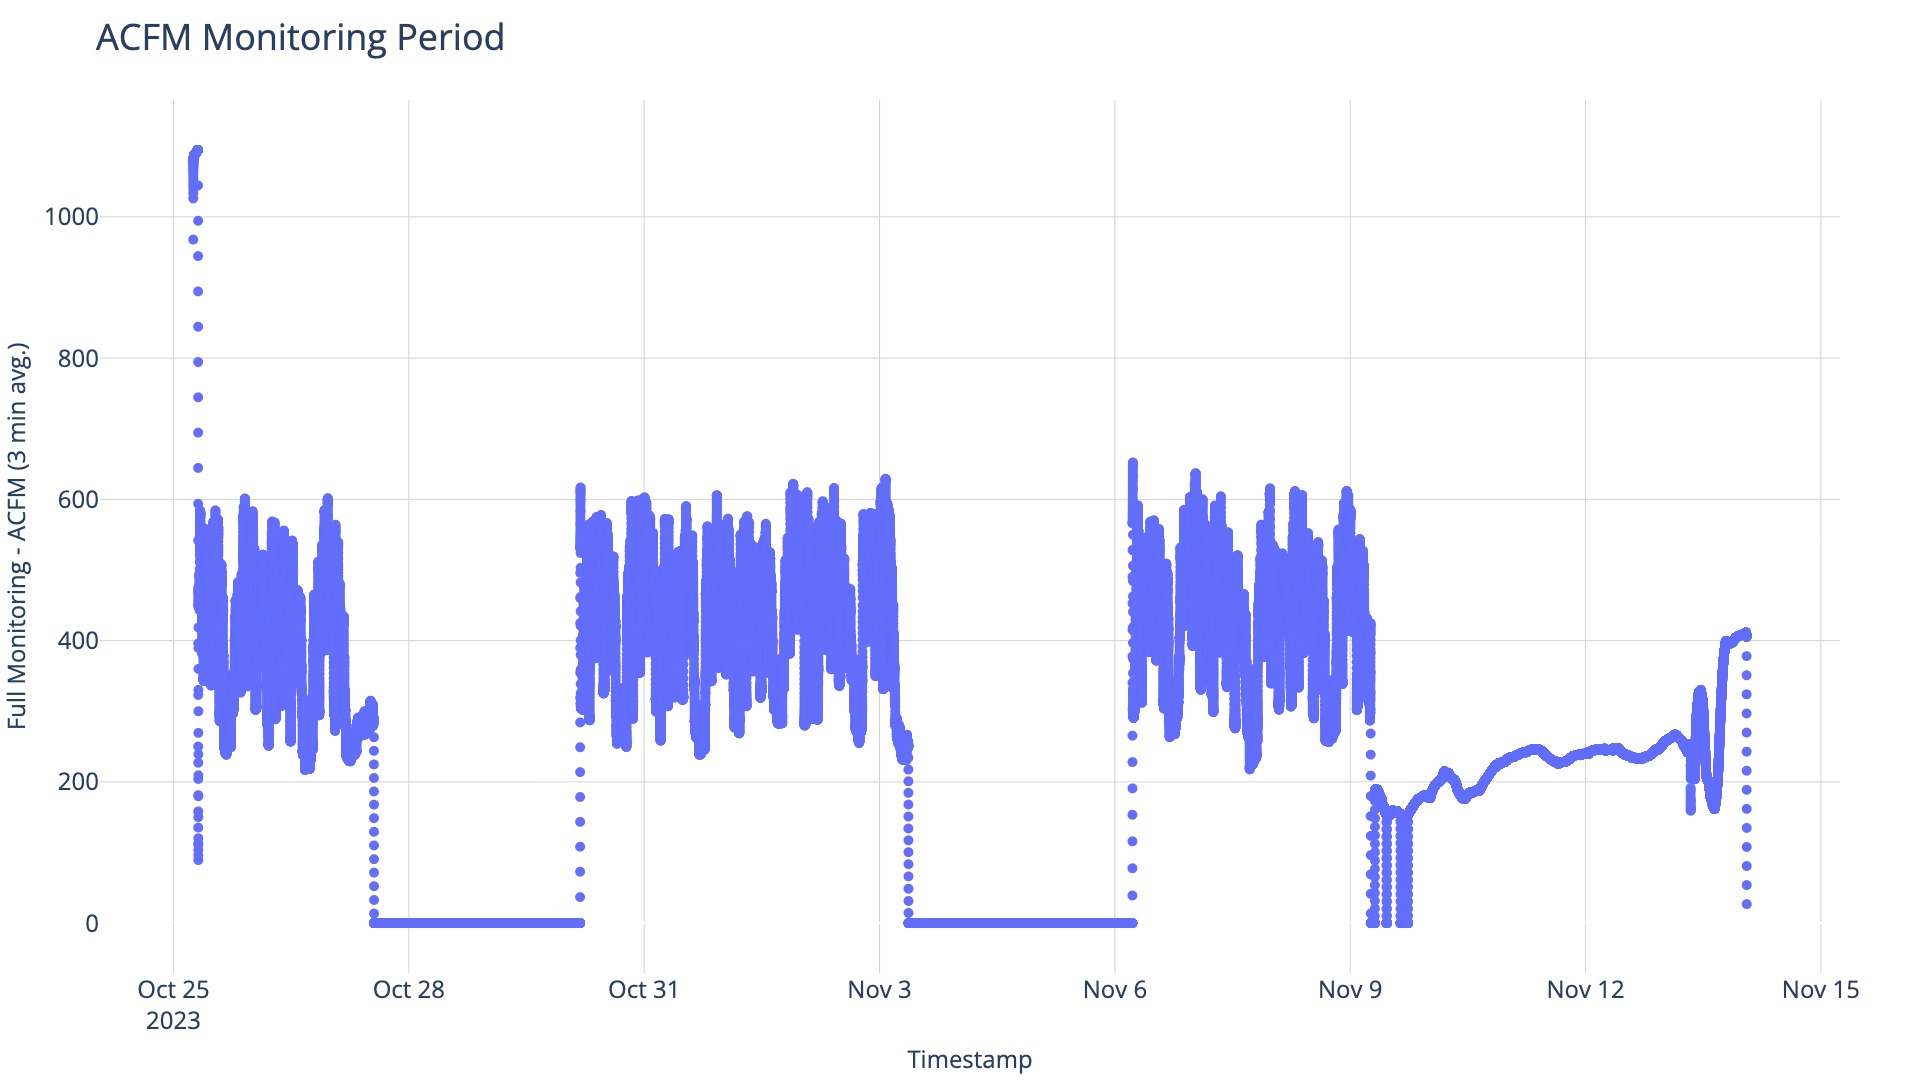 ACFM Monitoring Period
Full Monitoring - ACFM (3 min avg.)
1000
800
600
400
200
0
Oct 25
2023
Oct 28
Oct 31
Nov 3
Nov 6
Nov 9
Nov 12
Nov 15
Timestamp